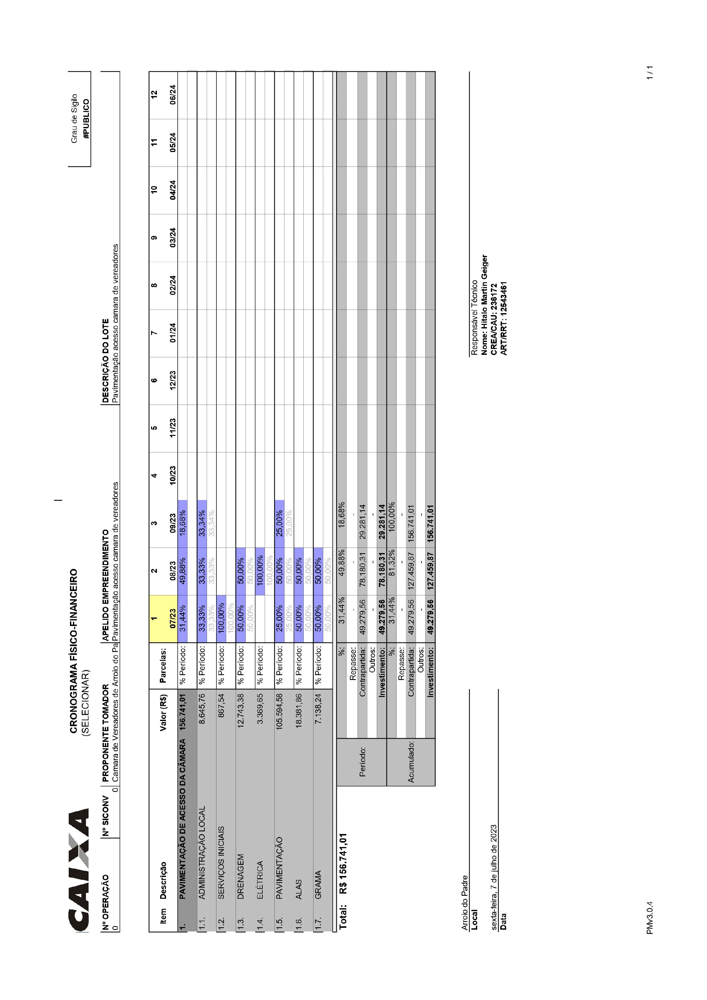 CAIXA
CRONOGRAMA FÍSICO-FINANCEIRO
(SELECIONAR)
Grau de Sigilo
#PUBLICO
Nº OPERAÇÃO Nº SICONV PROPONENTE TOMADOR APELIDO EMPREENDIMENTO DESCRIÇÃO DO LOTE
0 0 Camara de Vereadores de Arroio do Pa Pavimentação acesso camara de vereadores Pavimentação acesso camara de vereadores
Item Descrição Valor (R$) Parcelas: 1 2 3 4 5 6 7 8 9 10 11 12
07/23 08/23 09/23 10/23 11/23 12/23 01/24 02/24 03/24 04/24 05/24 06/24
1. PAVIMENTAÇÃO DE ACESSO DA CÂMARA 156.741,01 % Período: 31,44% 49,88% 18,68%
1.1. ADMINISTRAÇÃO LOCAL 8.645,76 % Período: 33,33% 33,33% 33,34%
33,33% 33,33% 33,34%
1.2. SERVIÇOS INICIAIS 867,54 % Período: 100,00%
100,00%
1.3. DRENAGEM 12.743,38 % Período: 50,00% 50,00%
50,00% 50,00%
1.4. ELÉTRICA 3.369,65 % Período: 100,00%
100,00%
1.5. PAVIMENTAÇÃO 105.594,58 % Período: 25,00% 50,00% 25,00%
25,00% 50,00% 25,00%
1.6. ALAS 18.381,86 % Período: 50,00% 50,00%
50,00% 50,00%
1.7. GRAMA 7.138,24 % Período: 50,00% 50,00%
50,00% 50,00%
Total: R$ 156.741,01
Período:
%: 31,44% 49,88% 18,68%
Repasse: - - -
Contrapartida: 49.279,56 78.180,31 29.281,14
Outros: - - -
Investimento: 49.279,56 78.180,31 29.281,14
Acumulado:
%: 31,44% 81,32% 100,00%
Repasse: - - -
Contrapartida: 49.279,56 127.459,87 156.741,01
Outros: - - -
Investimento: 49.279,56 127.459,87 156.741,01
Arroio do Padre
Local
sexta-feira, 7 de julho de 2023
Data
Responsável Técnico
Nome: Hitalo Martin Geiger
CREA/CAU: 236172
ART/RRT: 12543461
PMv3.0.4
1 / 1